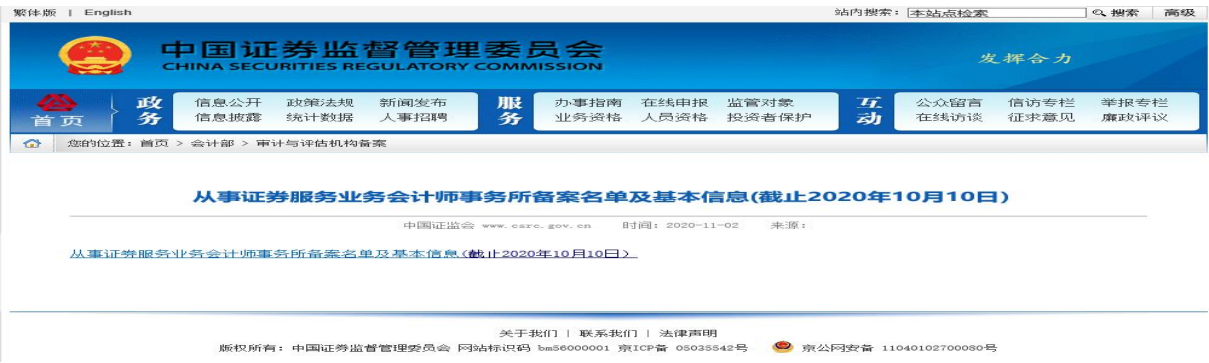 繁体版 | English 站内搜索: 本站点检索 搜索 高级
中国证券监督管理委员会
CHINA SECURITIES REGULATORY COMMISSION
发挥合力
首页 政务 信息公开 政策法规 新闻发布 服务 办事指南 在线申报 监管对象 互动 公众留言 信访专栏 举报专栏
信息披露 统计数据 人事招聘 业务资格 人员资格 投资者保护 在线访谈 征求意见 廉政评议
您的位置: 首页 > 会计部 > 审计与评估机构备案
从事证券服务业务会计师事务所备案名单及基本信息(截止2020年10月10日)
中国证监会 www.csrc.gov.cn 时间: 2020-11-02 来源:
从事证券服务业务会计师事务所备案名单及基本信息(截止2020年10月10日)
关于我们 | 联系我们 | 法律声明
版权所有: 中国证券监督管理委员会 网站标识码 bm56000001 京ICP备 05035542号 京公网安备 11040102700080号